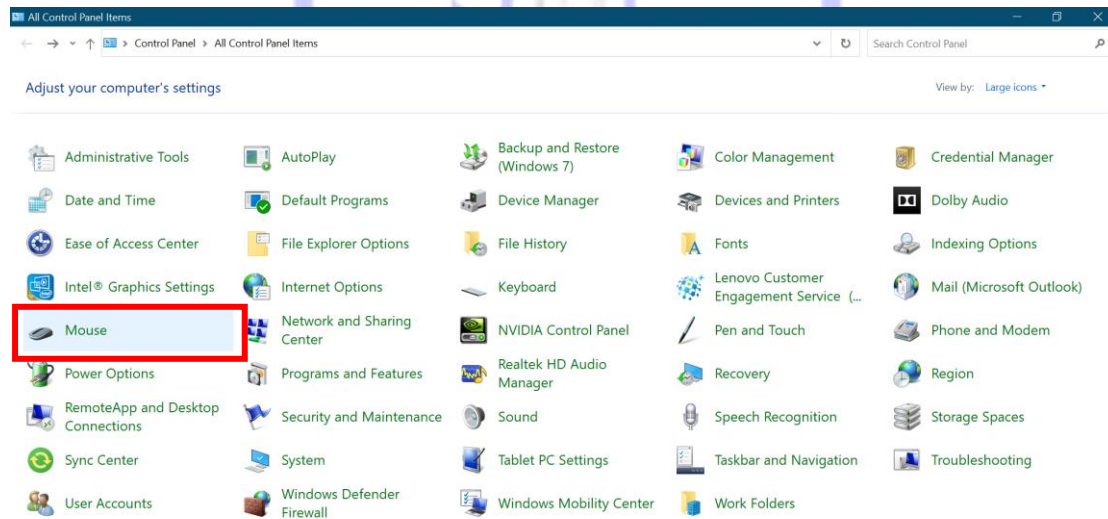 All Control Panel Items
Control Panel > All Control Panel Items
Search Control Panel
Adjust your computer's settings
View by: Large icons
Administrative Tools
AutoPlay
Backup and Restore
(Windows 7)
Color Management
Credential Manager
Date and Time
Default Programs
Device Manager
Devices and Printers
Dolby Audio
Ease of Access Center
File Explorer Options
File History
Fonts
Indexing Options
Intel® Graphics Settings
Internet Options
Keyboard
Lenovo Customer
Engagement Service (...
Mail (Microsoft Outlook)
Mouse
Network and Sharing
Center
NVIDIA Control Panel
Pen and Touch
Phone and Modem
Power Options
Programs and Features
Realtek HD Audio
Manager
Recovery
Region
RemoteApp and Desktop
Connections
Security and Maintenance
Sound
Speech Recognition
Storage Spaces
Sync Center
System
Tablet PC Settings
Taskbar and Navigation
Troubleshooting
User Accounts
Windows Defender
Firewall
Windows Mobility Center
Work Folders